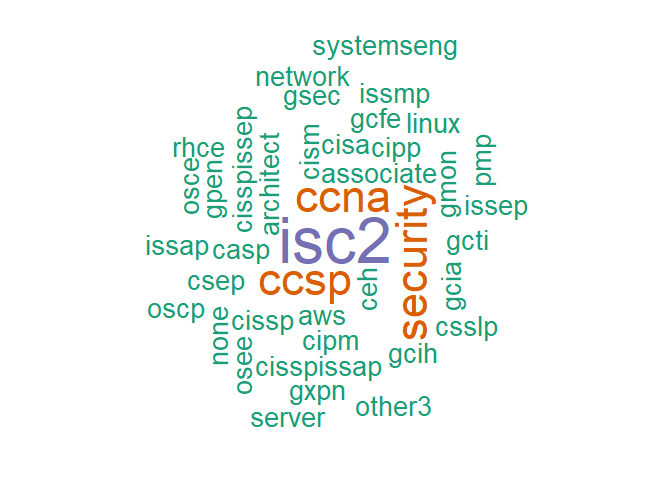 systemseng
network
gsec
issmp
gcfe
linux
rhce
cisspissep
architect
cism
cisa
cipp
pmp
osce
gpene
associate
gmon
ccna
security
issep
isc2
issap
casp
gcti
csep
ccsp
ceh
gcia
oscp
none
cissp
aws
csslp
osee
cipm
gcih
cisspissap
gxpn
other3
server